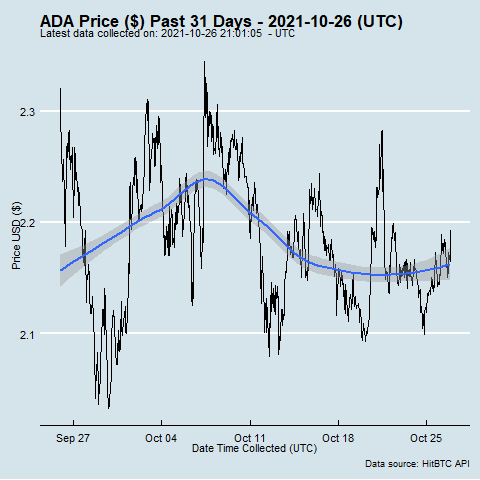 ADA Price ($) Past 31 Days - 2021-10-26 (UTC)
Latest data collected on: 2021-10-26 21:01:05 - UTC
2.3
2.2
2.1
Price USD ($)
Sep 27 Oct 04 Oct 11 Oct 18 Oct 25
Date Time Collected (UTC)
Data source: HitBTC API